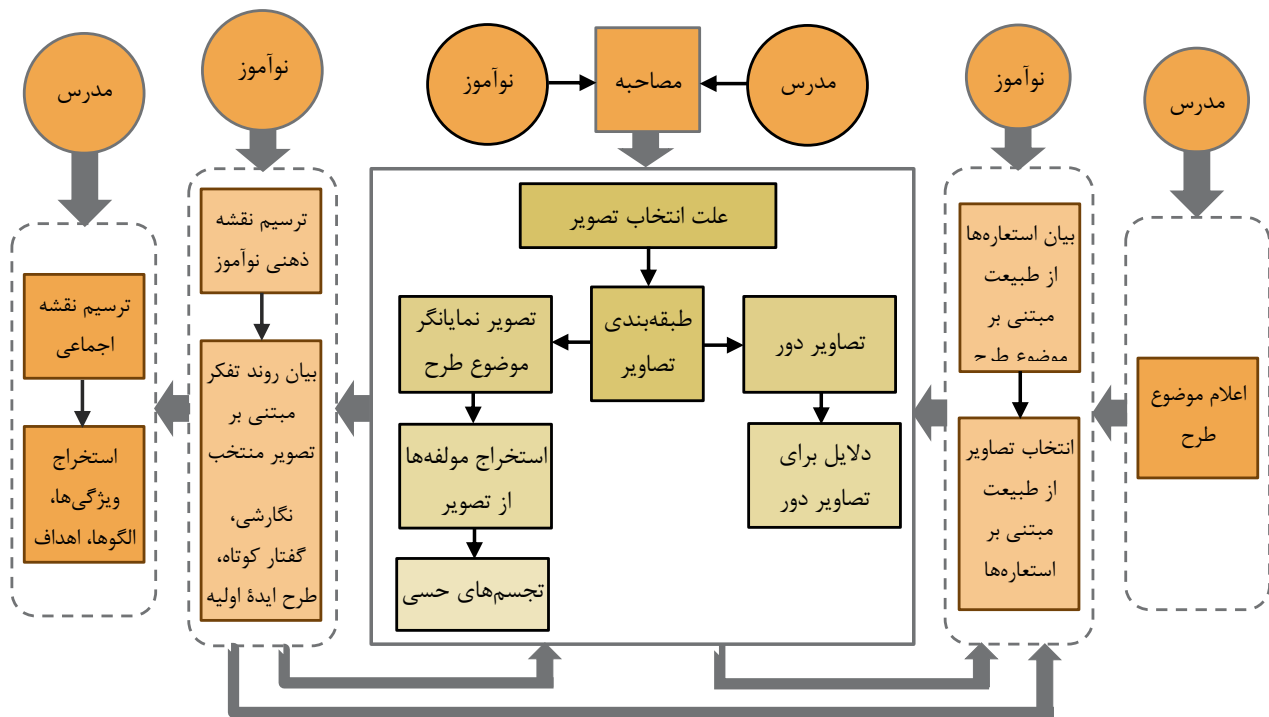 مدرس
نوآموز
مدرس
مصاحبه
نوآموز
نوآموز
مدرس
اعلام موضوع
طرح
بیان استعاره‌ها
از طبیعت
مبتنی بر
موضوع طرح
انتخاب تصاویر
از طبیعت
مبتنی بر
استعاره‌ها
علت انتخاب تصویر
طبقه‌بندی
تصاویر
تصاویر دور
دلایل برای
تصاویر دور
تصویر نمایانگر
موضوع طرح
استخراج مولفه‌ها
از تصویر
تجسم‌های حسی
ترسیم نقشه
ذهنی نوآموز
بیان روند تفکر
مبتنی بر
تصویر منتخب
نگارشی،
گفتار کوتاه،
طرح ایدۀ اولیه
ترسیم نقشه
اجماعی
استخراج
ویژگی‌ها،
الگوها، اهداف